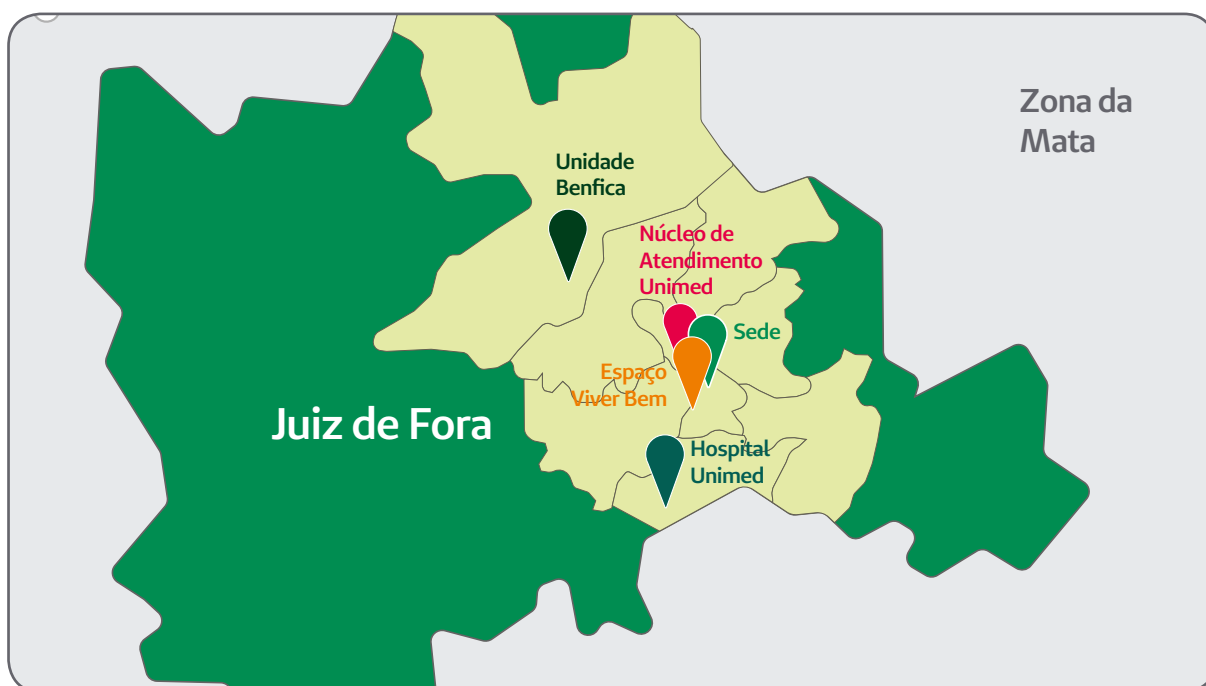 Zona da
Mata
Unidade
Benfica
Núcleo de
Atendimento
Unimed
Sede
Espaço
Viver Bem
Juiz de Fora
Hospital
Unimed